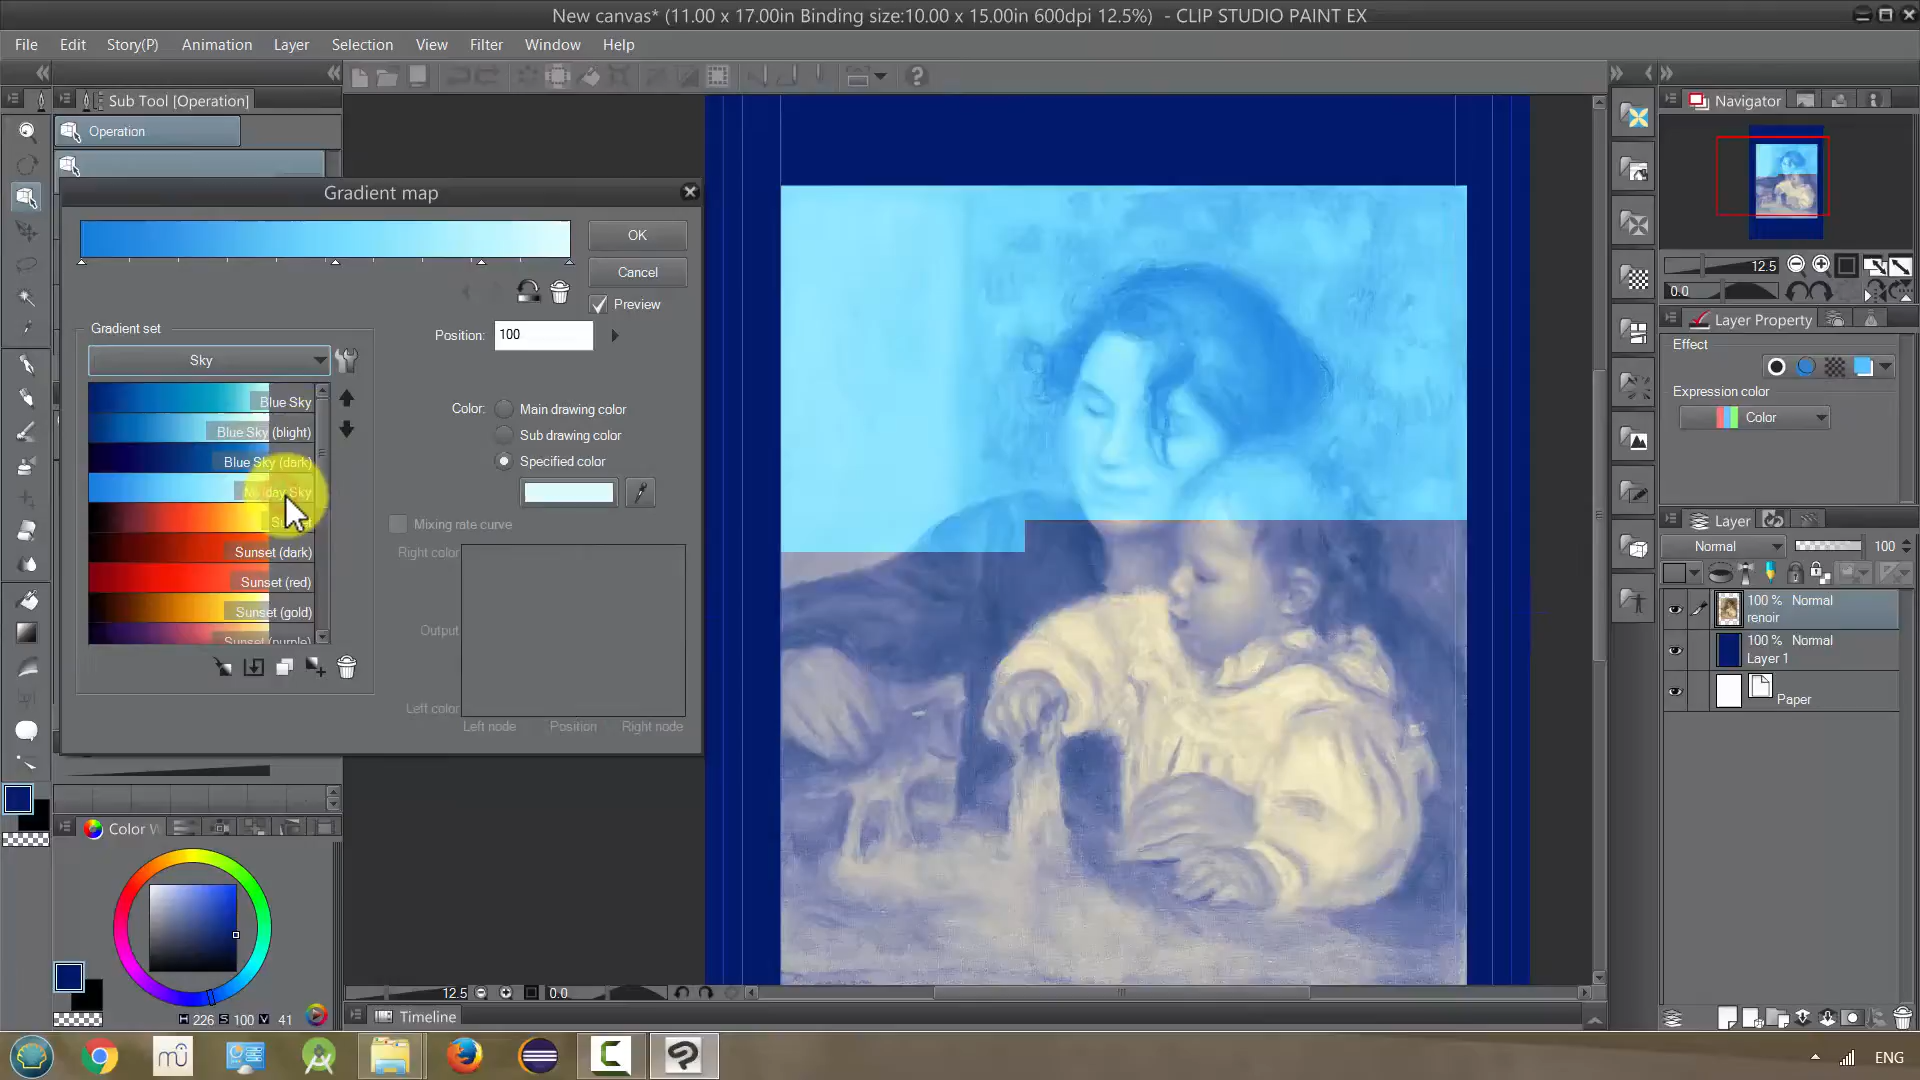 New canvas* (11.00 x 17.00in Binding size:10.00 x 15.00in 600dpi 12.5%) - CLIP STUDIO PAINT EX
File Edit Story(P) Animation Layer Selection View Filter Window Help
Sub Tool [Operation]
Operation
Gradient map
OK
Cancel
Preview
Gradient set
Position: 100
Sky
Blue Sky
Blue Sky (blight)
Blue Sky (dark)
Sky
Sunset (dark)
Sunset (red)
Sunset (gold)
Sunset (purple)
Color:
Main drawing color
Sub drawing color
Specified color
Mixing rate curve
Right color
Output
Left color
Left node Position Right node
Color
H 226 S 100 V 41
12.5
0.0
Timeline
Navigator
12.5
0.0
Layer Property
Effect
Expression color
Color
Layer
Normal 100
100 % Normal
renoir
100 % Normal
Layer 1
Paper
ENG